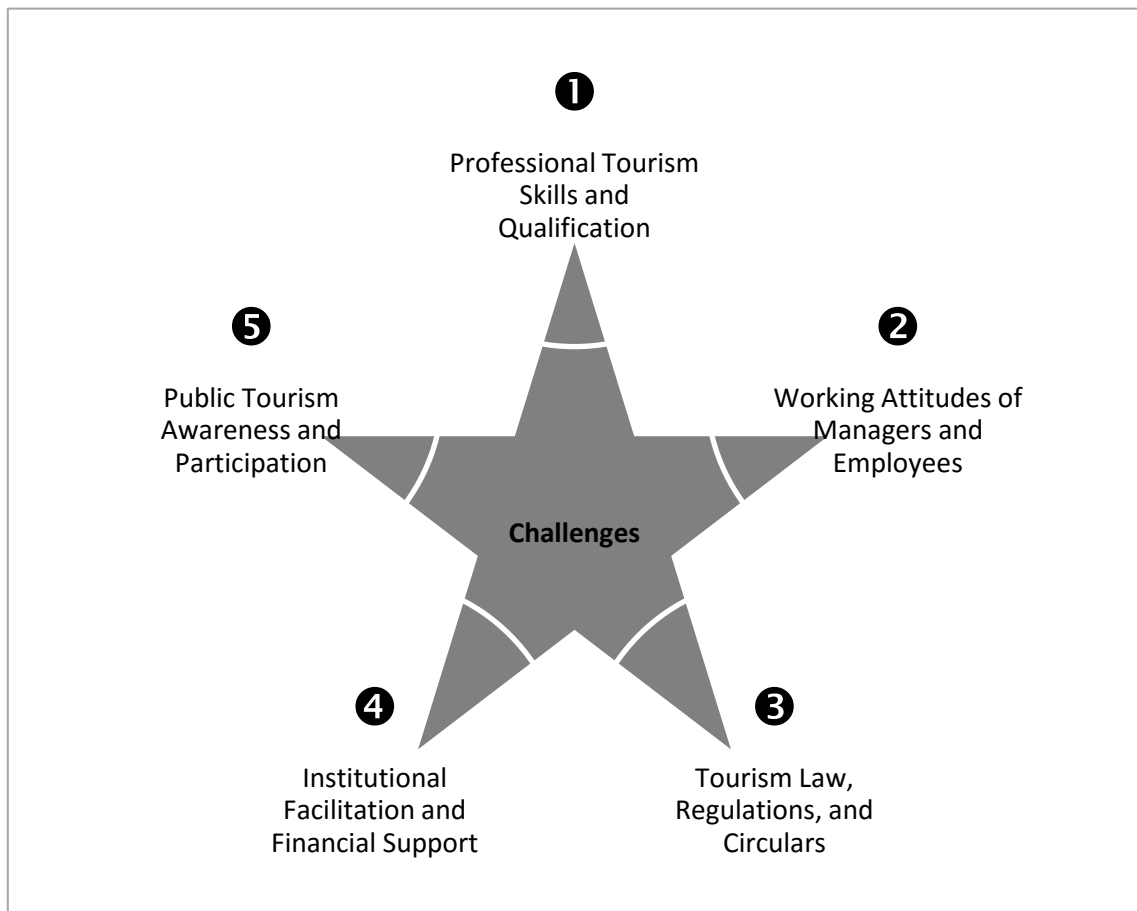 ❶
Professional Tourism
Skills and
Qualification
❷
Working Attitudes of
Managers and
Employees
❸
Tourism Law,
Regulations, and
Circulars
❹
Institutional
Facilitation and
Financial Support
❺
Public Tourism
Awareness and
Participation
Challenges